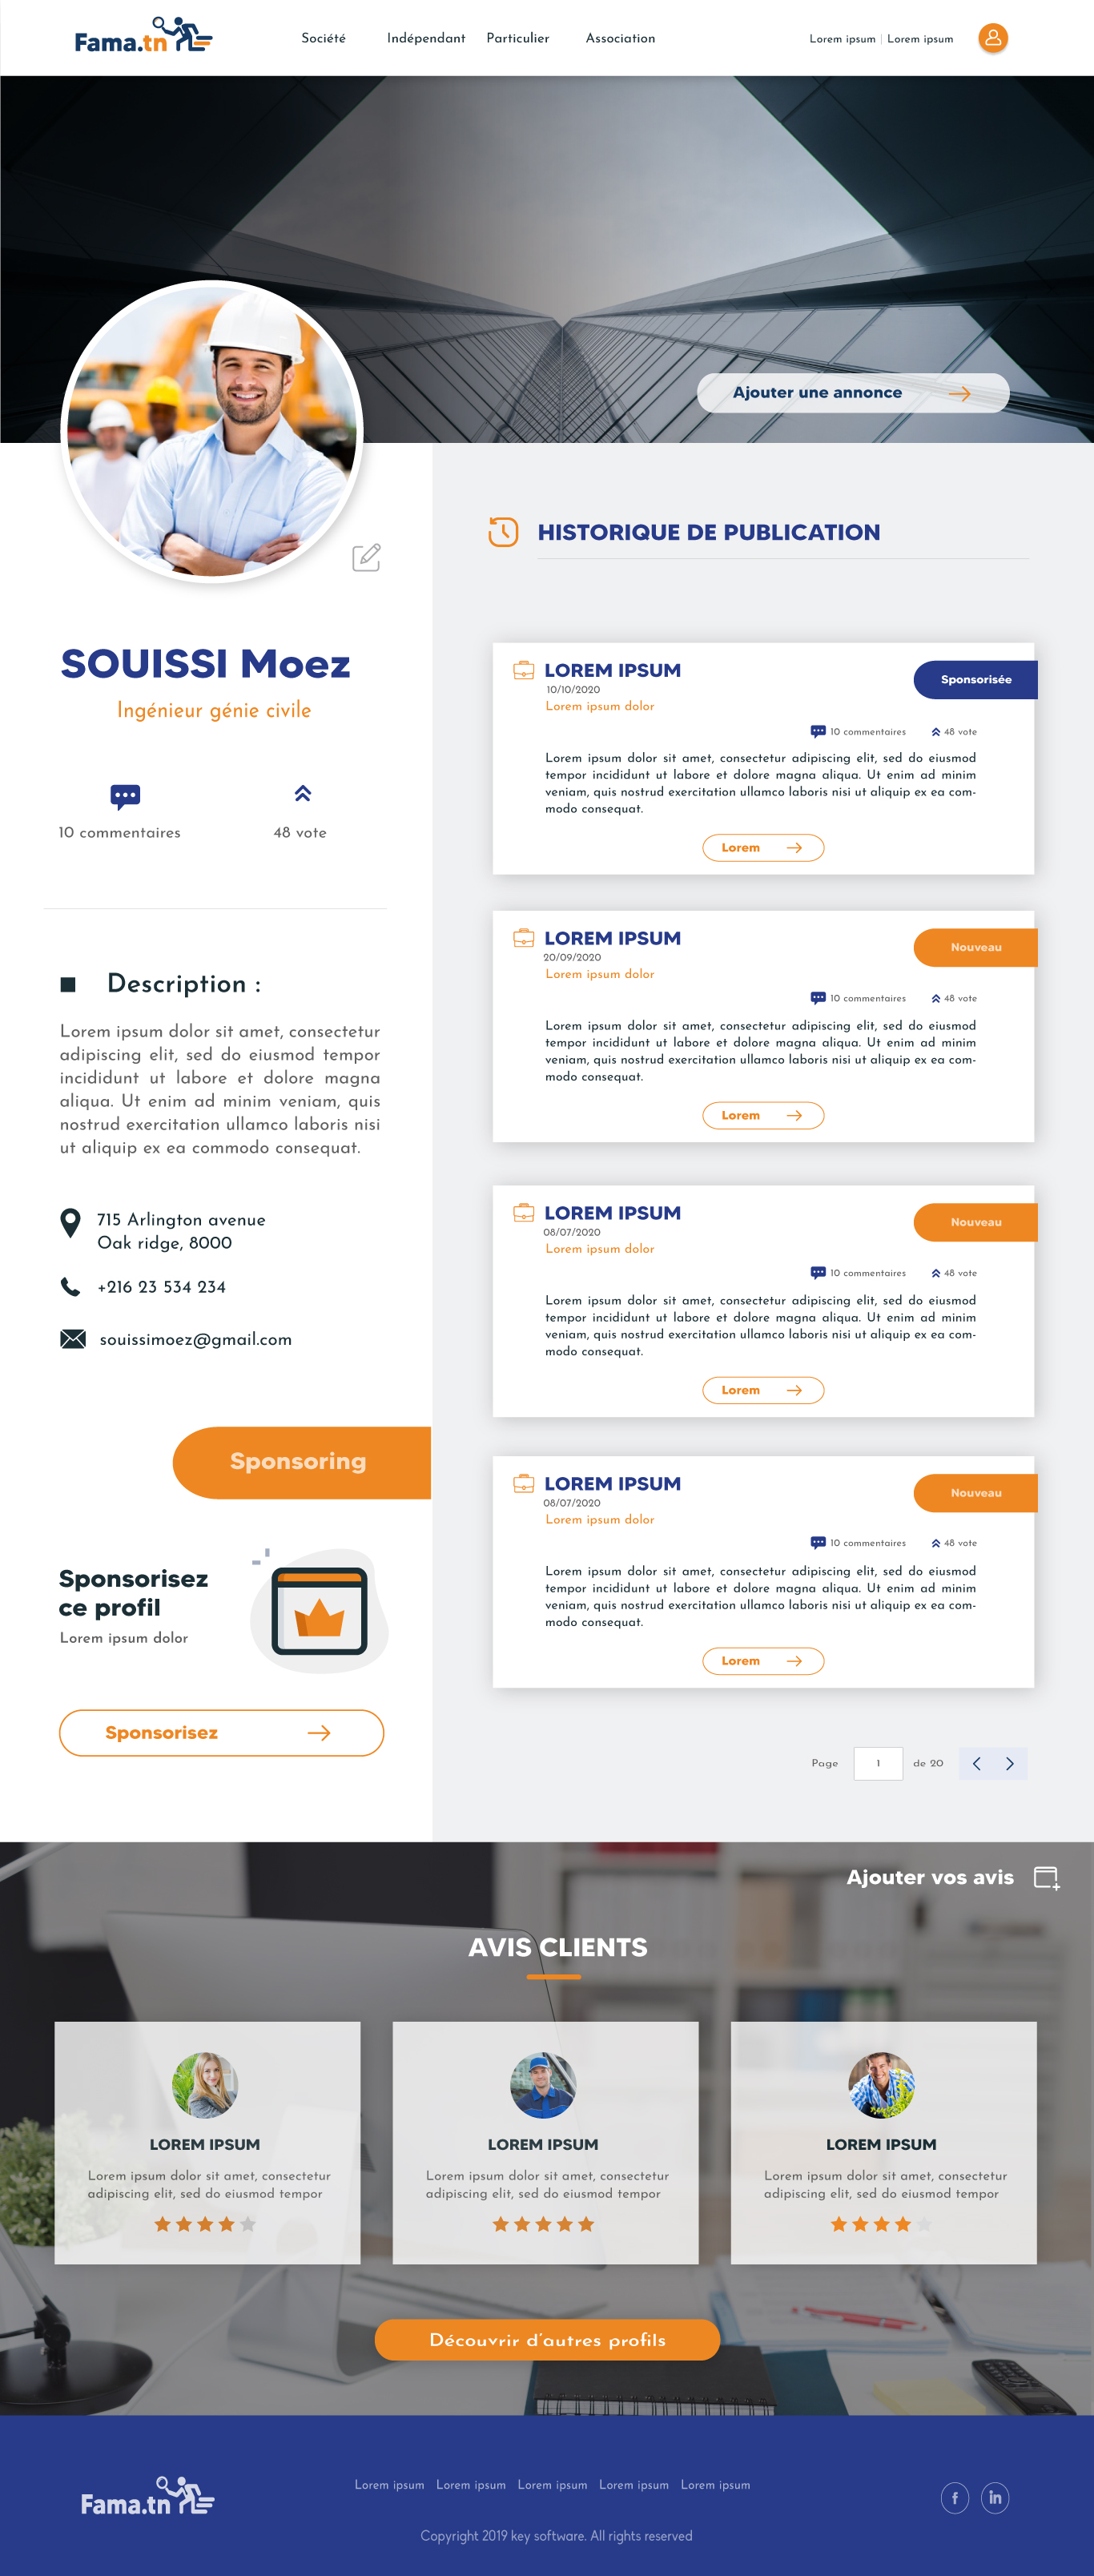 Fama.tn
Société Indépendant Particulier Association
Lorem ipsum | Lorem ipsum
Ajouter une annonce
SOUISSI Moez
Ingénieur génie civile
10 commentaires
48 vote
Description :
Lorem ipsum dolor sit amet, consectetur
adipiscing elit, sed do eiusmod tempor
incididunt ut labore et dolore magna
aliqua. Ut enim ad minim veniam, quis
nostrud exercitation ullamco laboris nisi
ut aliquip ex ea commodo consequat.
715 Arlington avenue
Oak ridge, 8000
+216 23 534 234
souissimoez@gmail.com
Sponsoring
Sponsorisez
ce profil
Lorem ipsum dolor
Sponsorisez
HISTORIQUE DE PUBLICATION
LOREM IPSUM
10/10/2020
Lorem ipsum dolor
Sponsorisée
10 commentaires
48 vote
Lorem ipsum dolor sit amet, consectetur adipiscing elit, sed do eiusmod
tempor incididunt ut labore et dolore magna aliqua. Ut enim ad minim
veniam, quis nostrud exercitation ullamco laboris nisi ut aliquip ex ea com-
modo consequat.
Lorem
LOREM IPSUM
20/09/2020
Lorem ipsum dolor
Nouveau
10 commentaires
48 vote
Lorem ipsum dolor sit amet, consectetur adipiscing elit, sed do eiusmod
tempor incididunt ut labore et dolore magna aliqua. Ut enim ad minim
veniam, quis nostrud exercitation ullamco laboris nisi ut aliquip ex ea com-
modo consequat.
Lorem
LOREM IPSUM
08/07/2020
Lorem ipsum dolor
Nouveau
10 commentaires
48 vote
Lorem ipsum dolor sit amet, consectetur adipiscing elit, sed do eiusmod
tempor incididunt ut labore et dolore magna aliqua. Ut enim ad minim
veniam, quis nostrud exercitation ullamco laboris nisi ut aliquip ex ea com-
modo consequat.
Lorem
LOREM IPSUM
08/07/2020
Lorem ipsum dolor
Nouveau
10 commentaires
48 vote
Lorem ipsum dolor sit amet, consectetur adipiscing elit, sed do eiusmod
tempor incididunt ut labore et dolore magna aliqua. Ut enim ad minim
veniam, quis nostrud exercitation ullamco laboris nisi ut aliquip ex ea com-
modo consequat.
Lorem
Page 1 de 20
Ajouter vos avis
AVIS CLIENTS
LOREM IPSUM
Lorem ipsum dolor sit amet, consectetur
adipiscing elit, sed do eiusmod tempor
LOREM IPSUM
Lorem ipsum dolor sit amet, consectetur
adipiscing elit, sed do eiusmod tempor
LOREM IPSUM
Lorem ipsum dolor sit amet, consectetur
adipiscing elit, sed do eiusmod tempor
Découvrir d'autres profils
Fama.tn
Lorem ipsum Lorem ipsum Lorem ipsum Lorem ipsum Lorem ipsum
f in
Copyright 2019 key software. All rights reserved